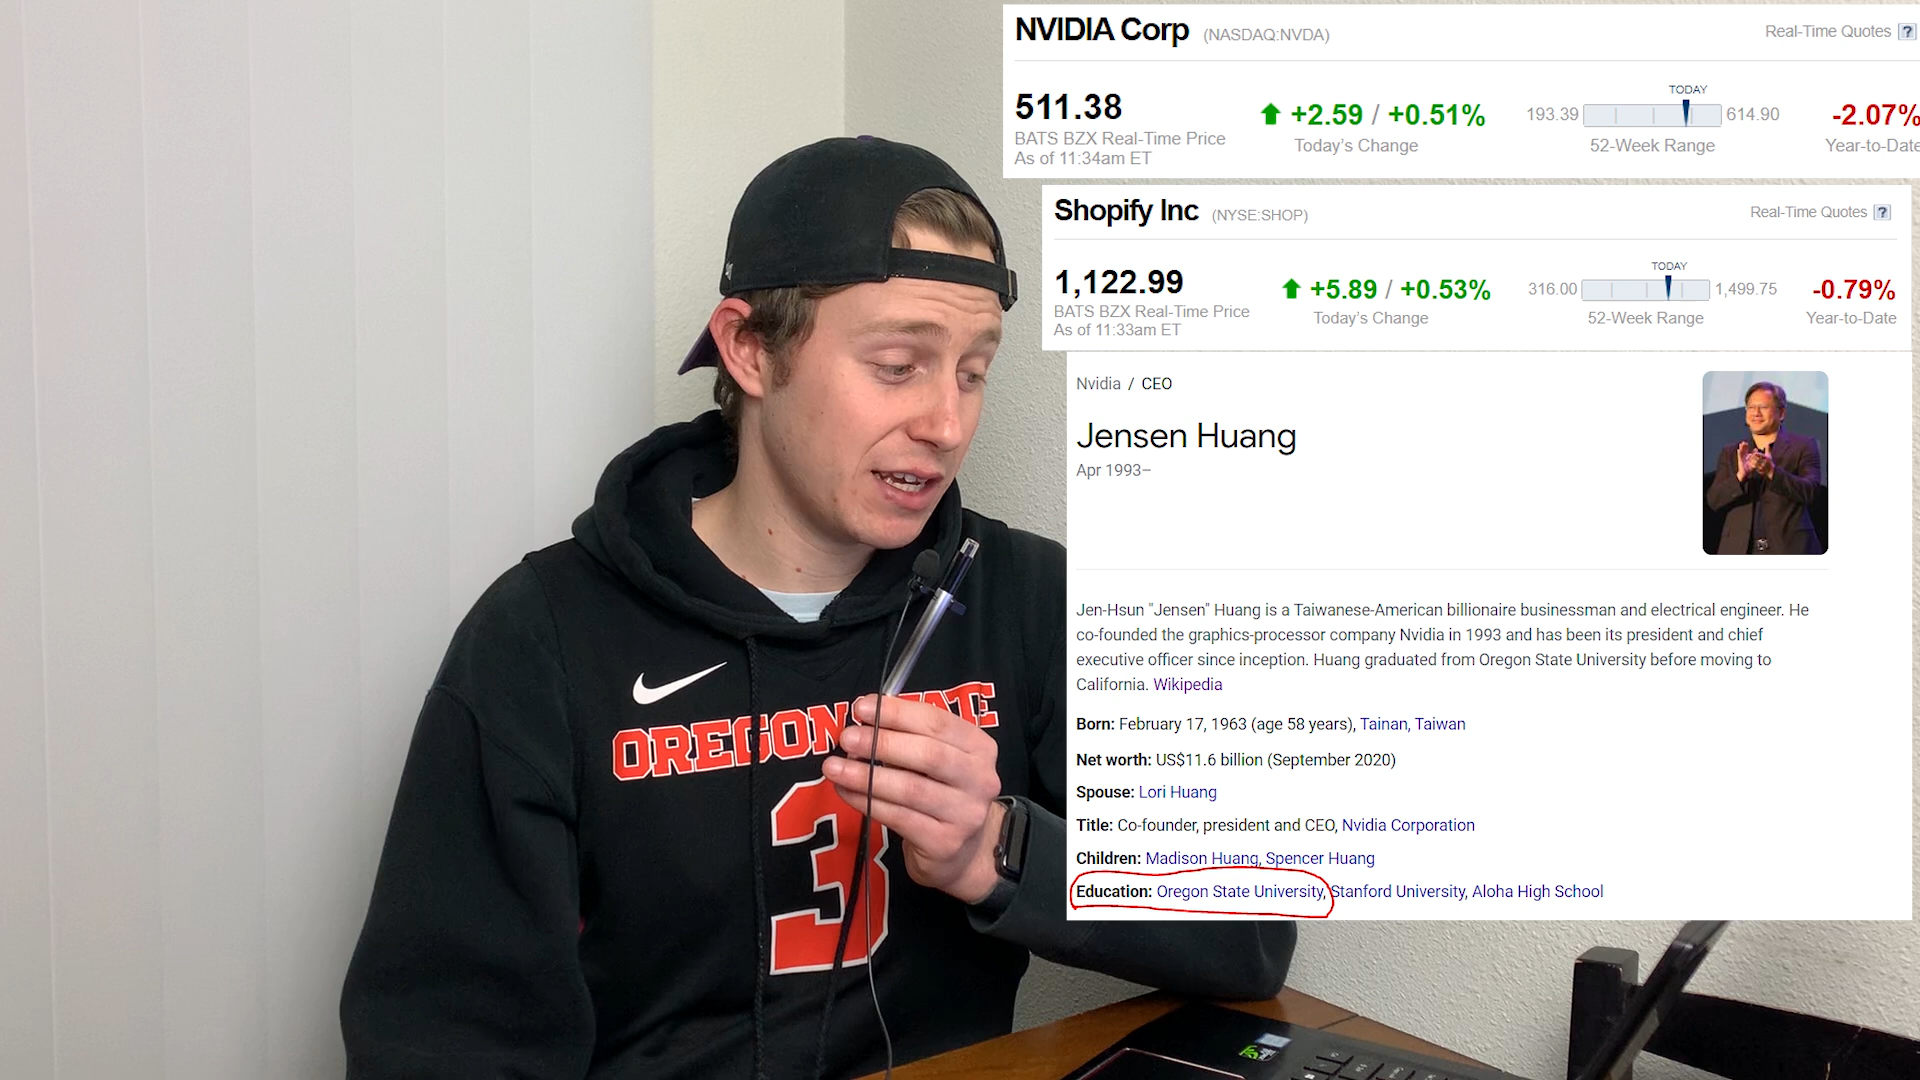 NVIDIA Corp (NASDAQ:NVDA) Real-Time Quotes ?
TODAY
511.38 +2.59 / +0.51% 193.39 614.90 -2.07%
BATS BZX Real-Time Price Today's Change 52-Week Range Year-to-Date
As of 11:34am ET
Shopify Inc (NYSE:SHOP) Real-Time Quotes ?
TODAY
1,122.99 +5.89 / +0.53% 316.00 1,499.75 -0.79%
BATS BZX Real-Time Price Today's Change 52-Week Range Year-to-Date
As of 11:33am ET
Nvidia / CEO
Jensen Huang
Apr 1993–
Jen-Hsun "Jensen" Huang is a Taiwanese-American billionaire businessman and electrical engineer. He
co-founded the graphics-processor company Nvidia in 1993 and has been its president and chief
executive officer since inception. Huang graduated from Oregon State University before moving to
California. Wikipedia
Born: February 17, 1963 (age 58 years), Tainan, Taiwan
Net worth: US$11.6 billion (September 2020)
Spouse: Lori Huang
Title: Co-founder, president and CEO, Nvidia Corporation
Children: Madison Huang, Spencer Huang
Education: Oregon State University, Stanford University, Aloha High School
OREGON STATE
3